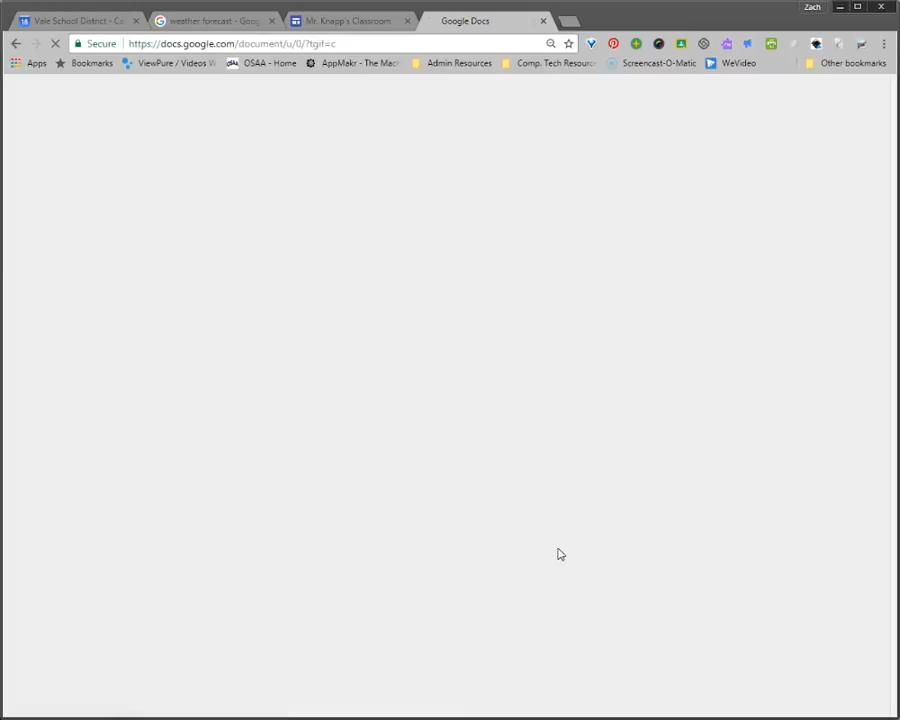 Zach
Vale School District - Ca
weather forecast - Goog
Mr. Knapp's Classroom
Google Docs
Secure
https://docs.google.com/document/u/0/?tgif=c
Apps
Bookmarks
ViewPure / Videos W
OSAA - Home
AppMakr - The Mac
Admin Resources
Comp. Tech Resourc
Screencast-O-Matic
WeVideo
Other bookmarks